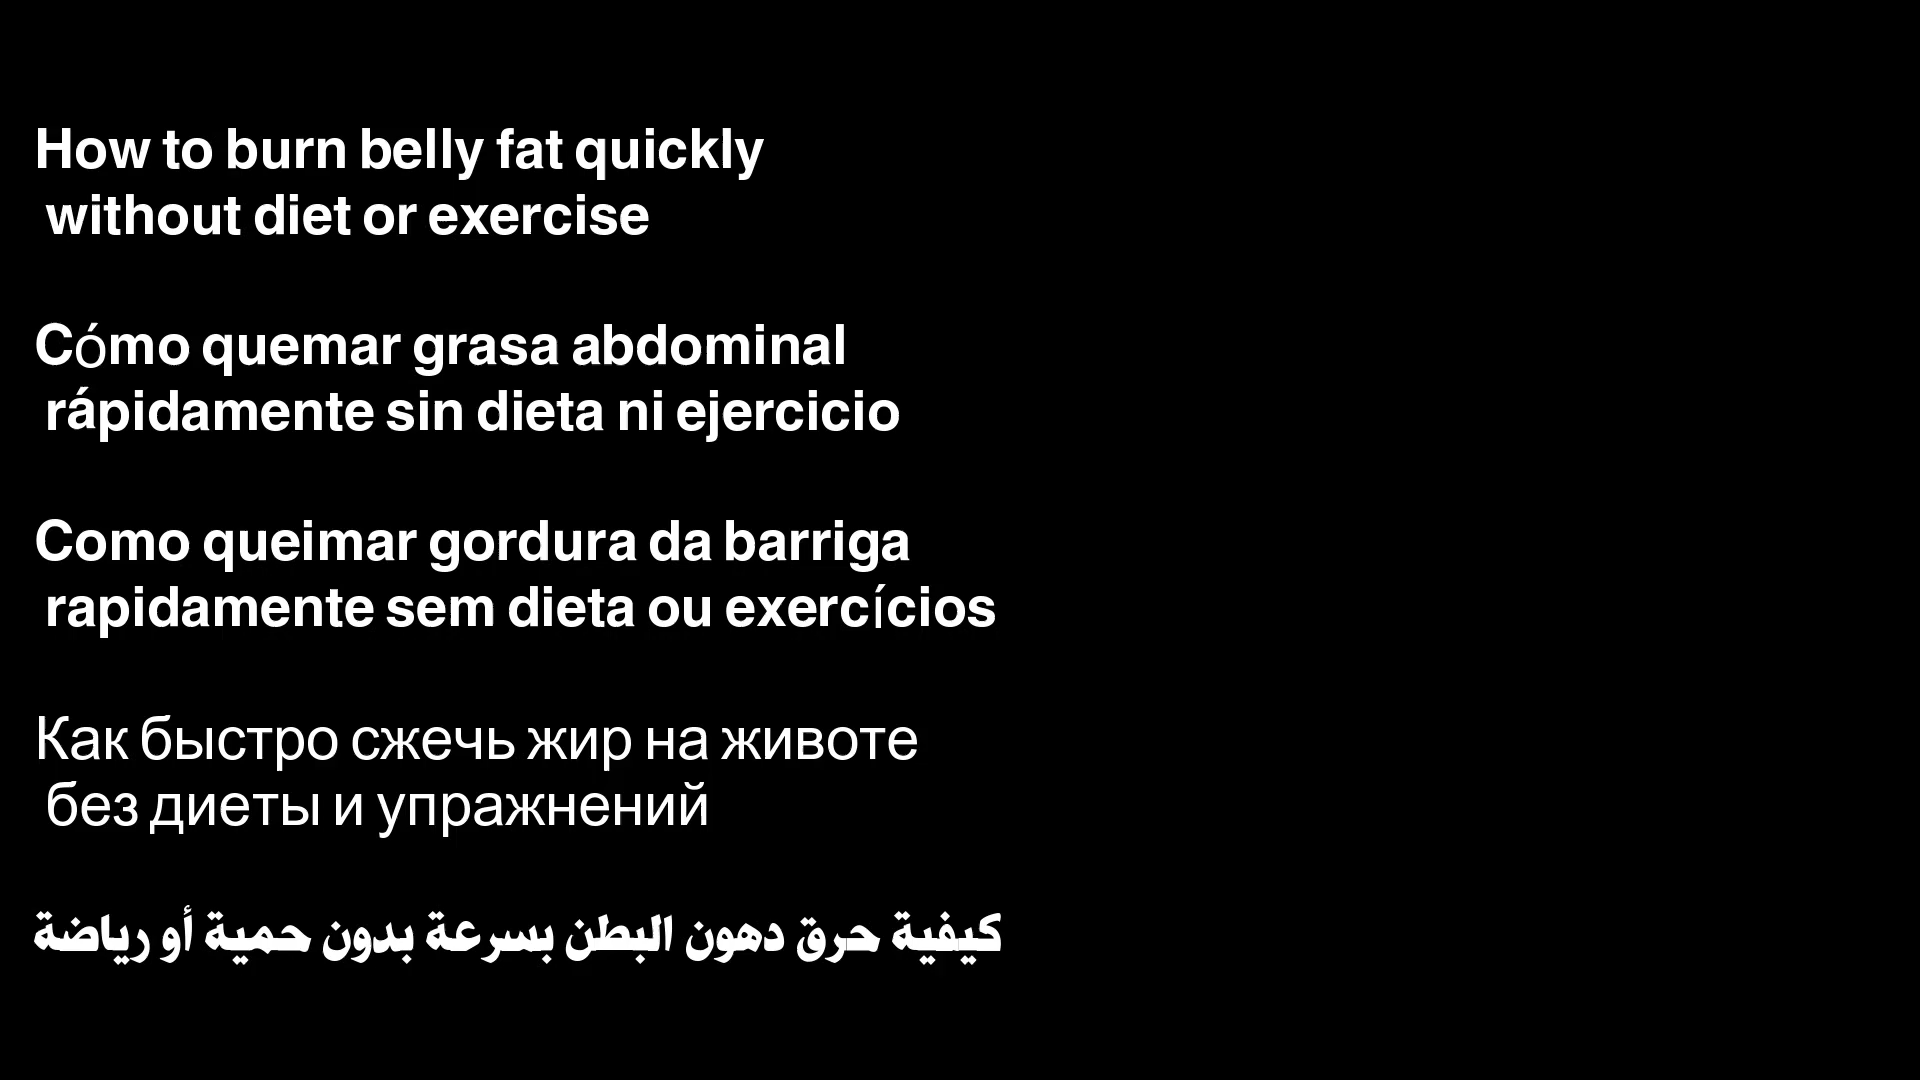 How to burn belly fat quickly
without diet or exercise
Cómo quemar grasa abdominal
rápidamente sin dieta ni ejercicio
Como queimar gordura da barriga
rapidamente sem dieta ou exercícios
Как быстро сжечь жир на животе
без диеты и упражнений
كيفية حرق دهون البطن بسرعة بدون حمية أو رياضة